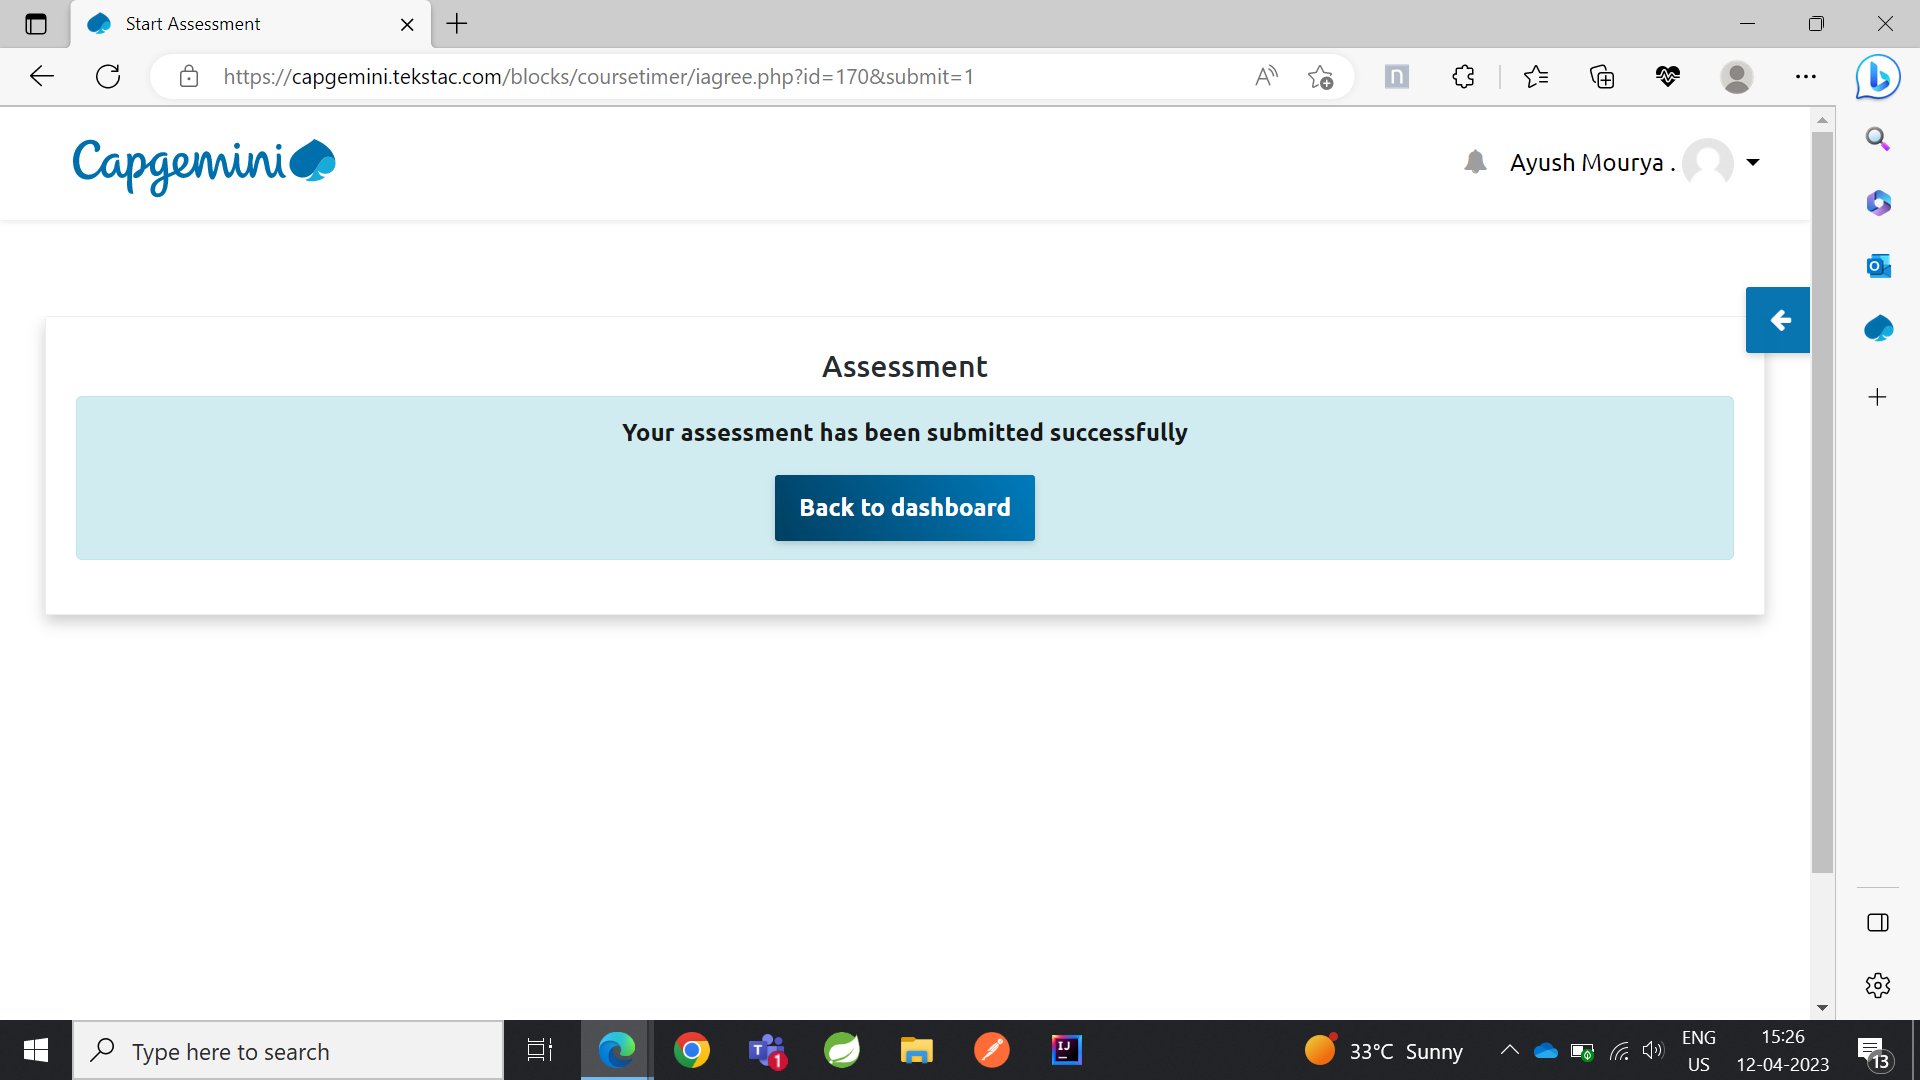 Start Assessment
https://capgemini.tekstac.com/blocks/coursetimer/iagree.php?id=170&submit=1
Capgemini
Ayush Mourya .
Assessment
Your assessment has been submitted successfully
Back to dashboard
Type here to search
33°C Sunny
ENG
US
15:26
12-04-2023
13
1